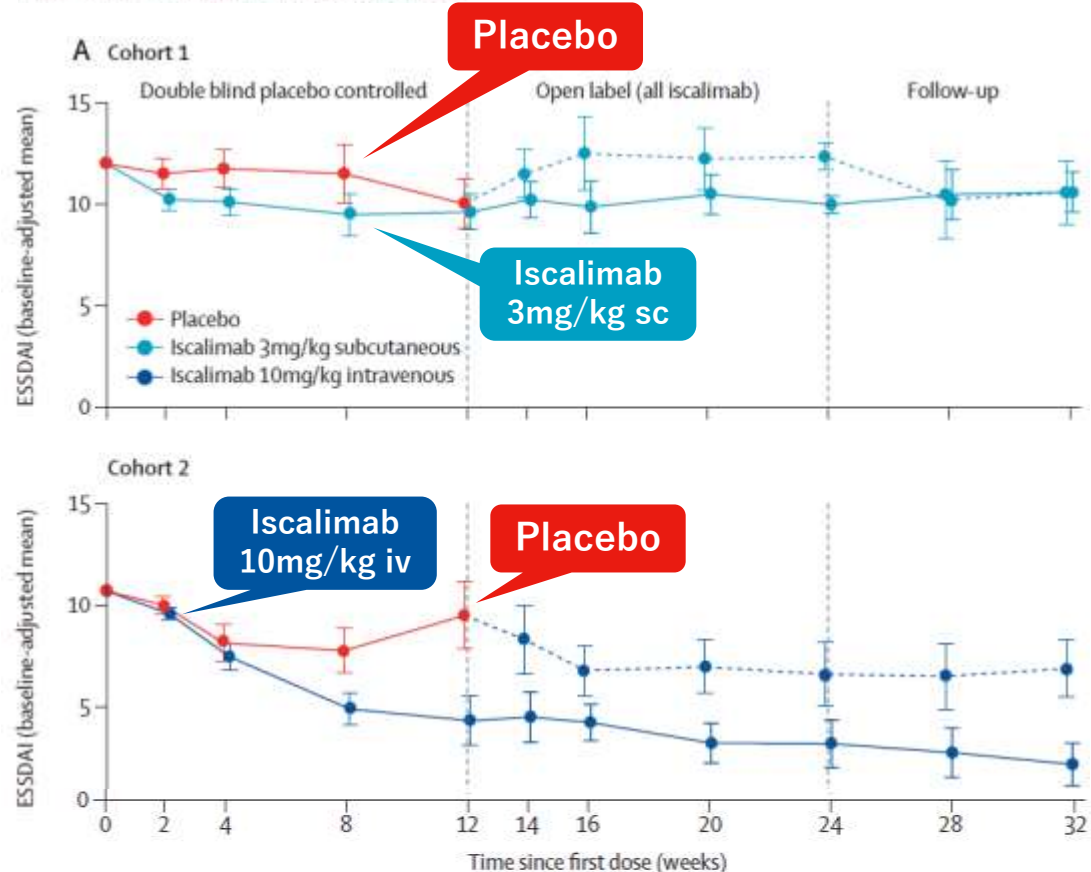 Placebo
A Cohort 1
Double blind placebo controlled
Open label (all iscalimab)
Follow-up
15
10
5
0
ESSDAI (baseline-adjusted mean)
Iscalimab
3mg/kg sc
Placebo
Iscalimab 3mg/kg subcutaneous
Iscalimab 10mg/kg intravenous
Cohort 2
Iscalimab
10mg/kg iv
Placebo
15
10
5
0
ESSDAI (baseline-adjusted mean)
0 2 4 8 12 14 16 20 24 28 32
Time since first dose (weeks)